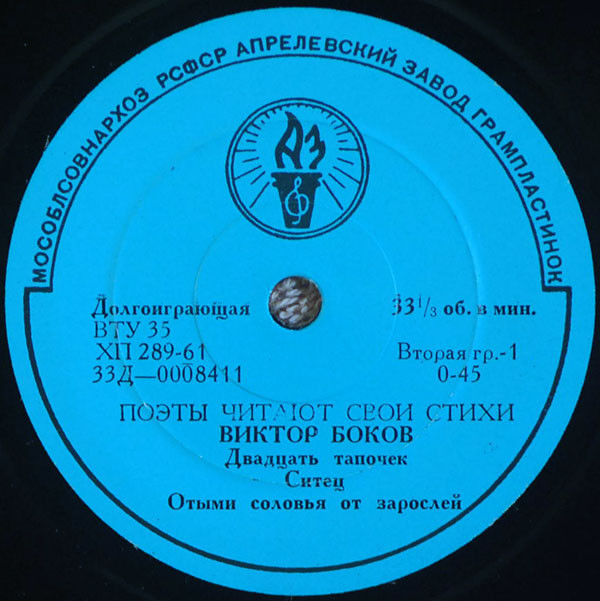 МОСОБЛСОВНАРХОЗ РСФСР АПРЕЛЕВСКИЙ ЗАВОД ГРАМПЛАСТИНОК
АЗ
Долгоиграющая 33⅓ об. в мин.
ВТУ 35
ХП 289-61 Вторая гр.-1
33Д—0008411 0-45
ПОЭТЫ ЧИТАЮТ СВОИ СТИХИ
ВИКТОР БОКОВ
Двадцать тапочек
Ситец
Отыми соловья от зарослей